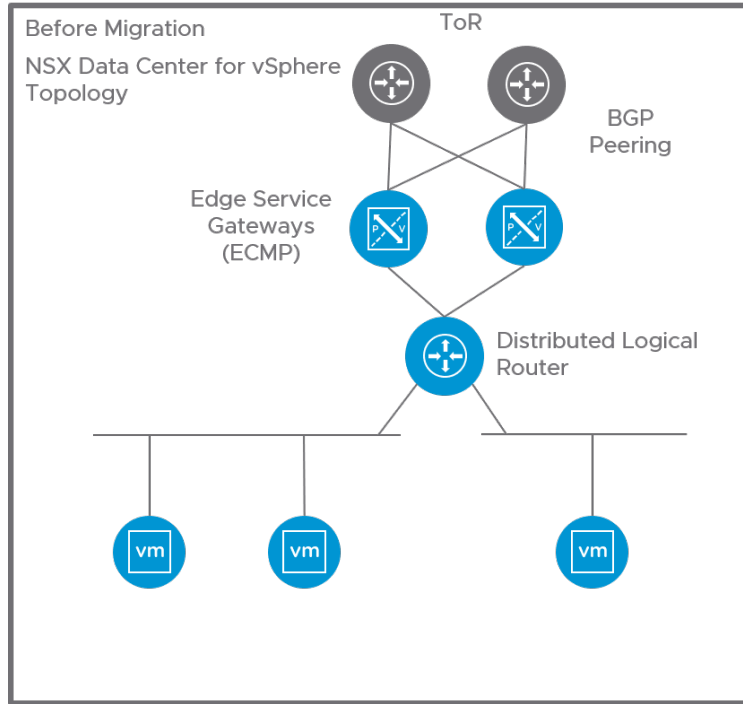 Before Migration
NSX Data Center for vSphere
Topology
ToR
BGP
Peering
Edge Service
Gateways
(ECMP)
P V
P V
Distributed Logical
Router
vm
vm
vm